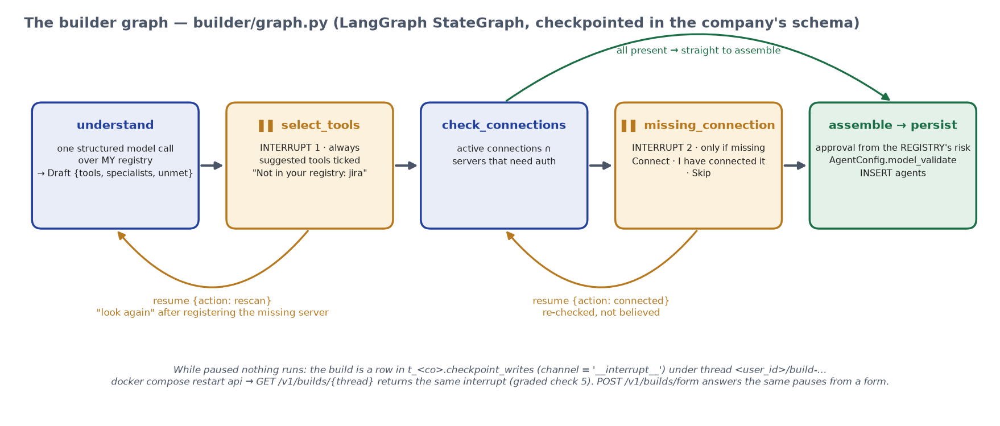 The builder graph — builder/graph.py (LangGraph StateGraph, checkpointed in the company's schema)
all present → straight to assemble
understand
one structured model call
over MY registry
→ Draft {tools, specialists, unmet}
❚❚ select_tools
INTERRUPT 1 · always
suggested tools ticked
"Not in your registry: jira"
check_connections
active connections ∩
servers that need auth
❚❚ missing_connection
INTERRUPT 2 · only if missing
Connect · I have connected it
· Skip
assemble → persist
approval from the REGISTRY's risk
AgentConfig.model_validate
INSERT agents
resume {action: rescan}
"look again" after registering the missing server
resume {action: connected}
re-checked, not believed
While paused nothing runs: the build is a row in t_<co>.checkpoint_writes (channel = '__interrupt__') under thread <user_id>/build-…
docker compose restart api → GET /v1/builds/{thread} returns the same interrupt (graded check 5). POST /v1/builds/form answers the same pauses from a form.